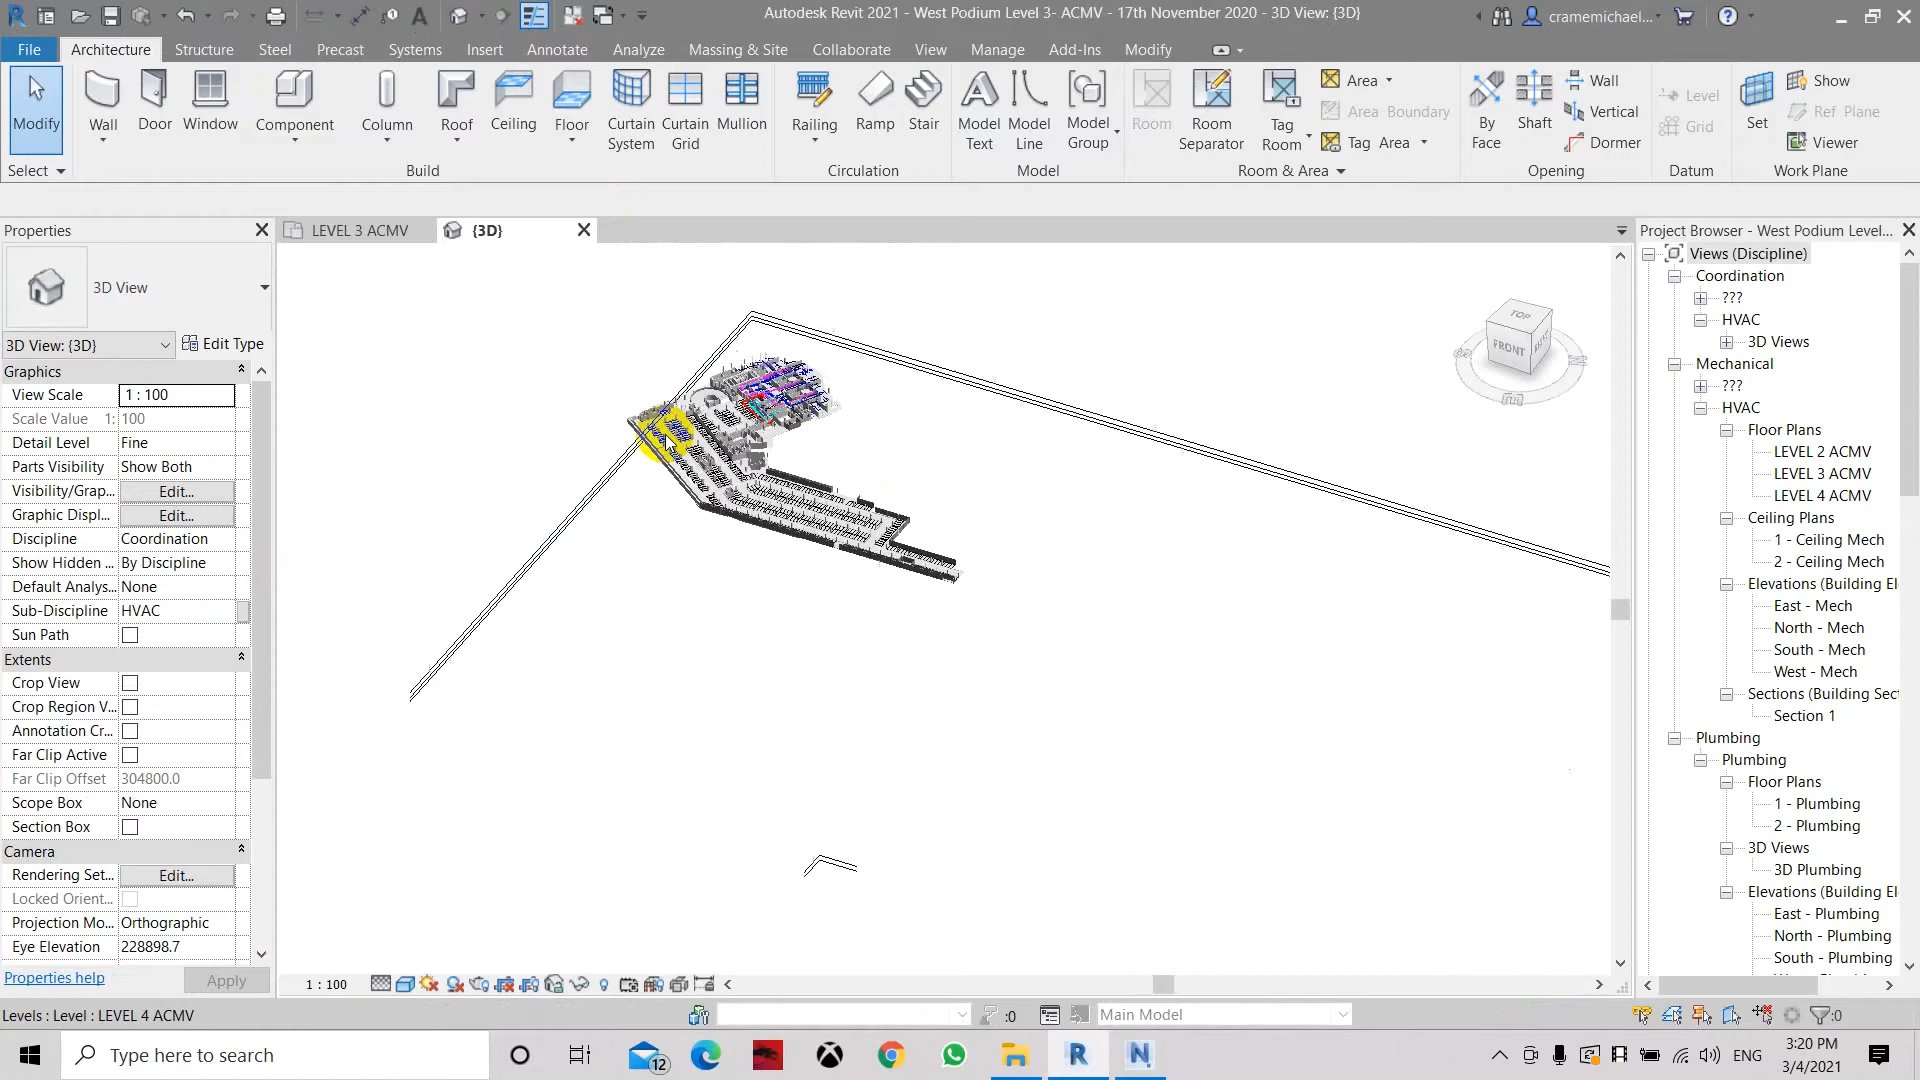 Autodesk Revit 2021 - West Podium Level 3- ACMV - 17th November 2020 - 3D View: {3D}
cramemichael...
File Architecture Structure Steel Precast Systems Insert Annotate Analyze Massing & Site Collaborate View Manage Add-Ins Modify
Modify
Wall
Door
Window
Component
Column
Roof
Ceiling
Floor
Curtain System
Curtain Grid
Mullion
Railing
Ramp
Stair
Model Text
Model Line
Model Group
Room
Room Separator
Tag Room
Area
Area Boundary
Tag Area
By Face
Shaft
Wall
Vertical
Dormer
Level
Grid
Set
Show
Ref Plane
Viewer
Select Build Circulation Model Room & Area Opening Datum Work Plane
Properties
LEVEL 3 ACMV
{3D}
Project Browser - West Podium Level...
3D View
3D View: {3D} Edit Type
Graphics
View Scale 1 : 100
Scale Value 1: 100
Detail Level Fine
Parts Visibility Show Both
Visibility/Grap... Edit...
Graphic Displ... Edit...
Discipline Coordination
Show Hidden ... By Discipline
Default Analys... None
Sub-Discipline HVAC
Sun Path
Extents
Crop View
Crop Region V...
Annotation Cr...
Far Clip Active
Far Clip Offset 304800.0
Scope Box None
Section Box
Camera
Rendering Set... Edit...
Locked Orient...
Projection Mo... Orthographic
Eye Elevation 228898.7
Properties help Apply
TOP
FRONT
Views (Discipline)
Coordination
???
HVAC
3D Views
Mechanical
???
HVAC
Floor Plans
LEVEL 2 ACMV
LEVEL 3 ACMV
LEVEL 4 ACMV
Ceiling Plans
1 - Ceiling Mech
2 - Ceiling Mech
Elevations (Building El
East - Mech
North - Mech
South - Mech
West - Mech
Sections (Building Sect
Section 1
Plumbing
Plumbing
Floor Plans
1 - Plumbing
2 - Plumbing
3D Views
3D Plumbing
Elevations (Building El
East - Plumbing
North - Plumbing
South - Plumbing
1 : 100
Levels : Level : LEVEL 4 ACMV
:0
Main Model
:0
Type here to search
12
ENG
3:20 PM
3/4/2021